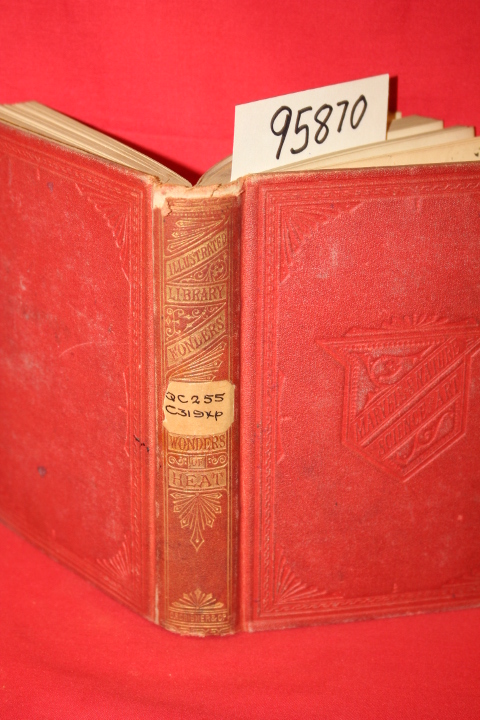 95870
ILLUSTRATED
LIBRARY
OF
WONDERS
QC255
C319xp
WONDERS
OF
HEAT